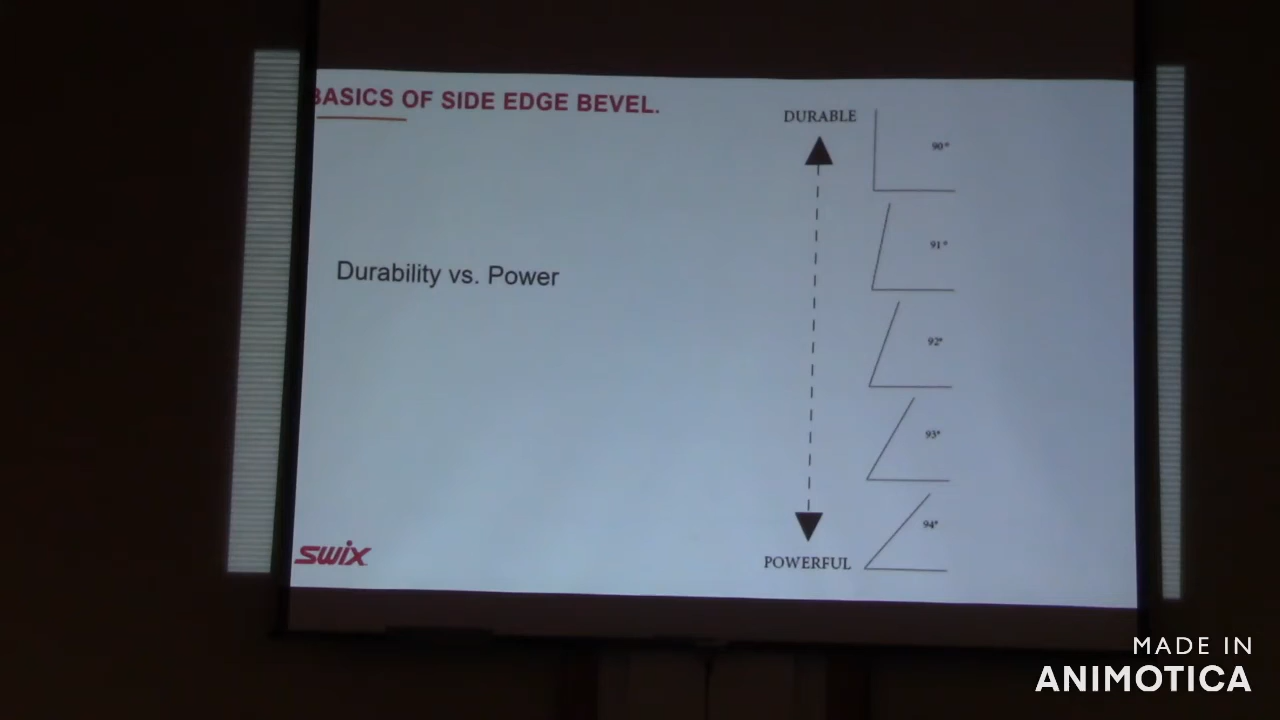 BASICS OF SIDE EDGE BEVEL.
DURABLE
90°
91°
Durability vs. Power
92°
93°
94°
POWERFUL
SWIX
MADE IN
ANIMOTICA